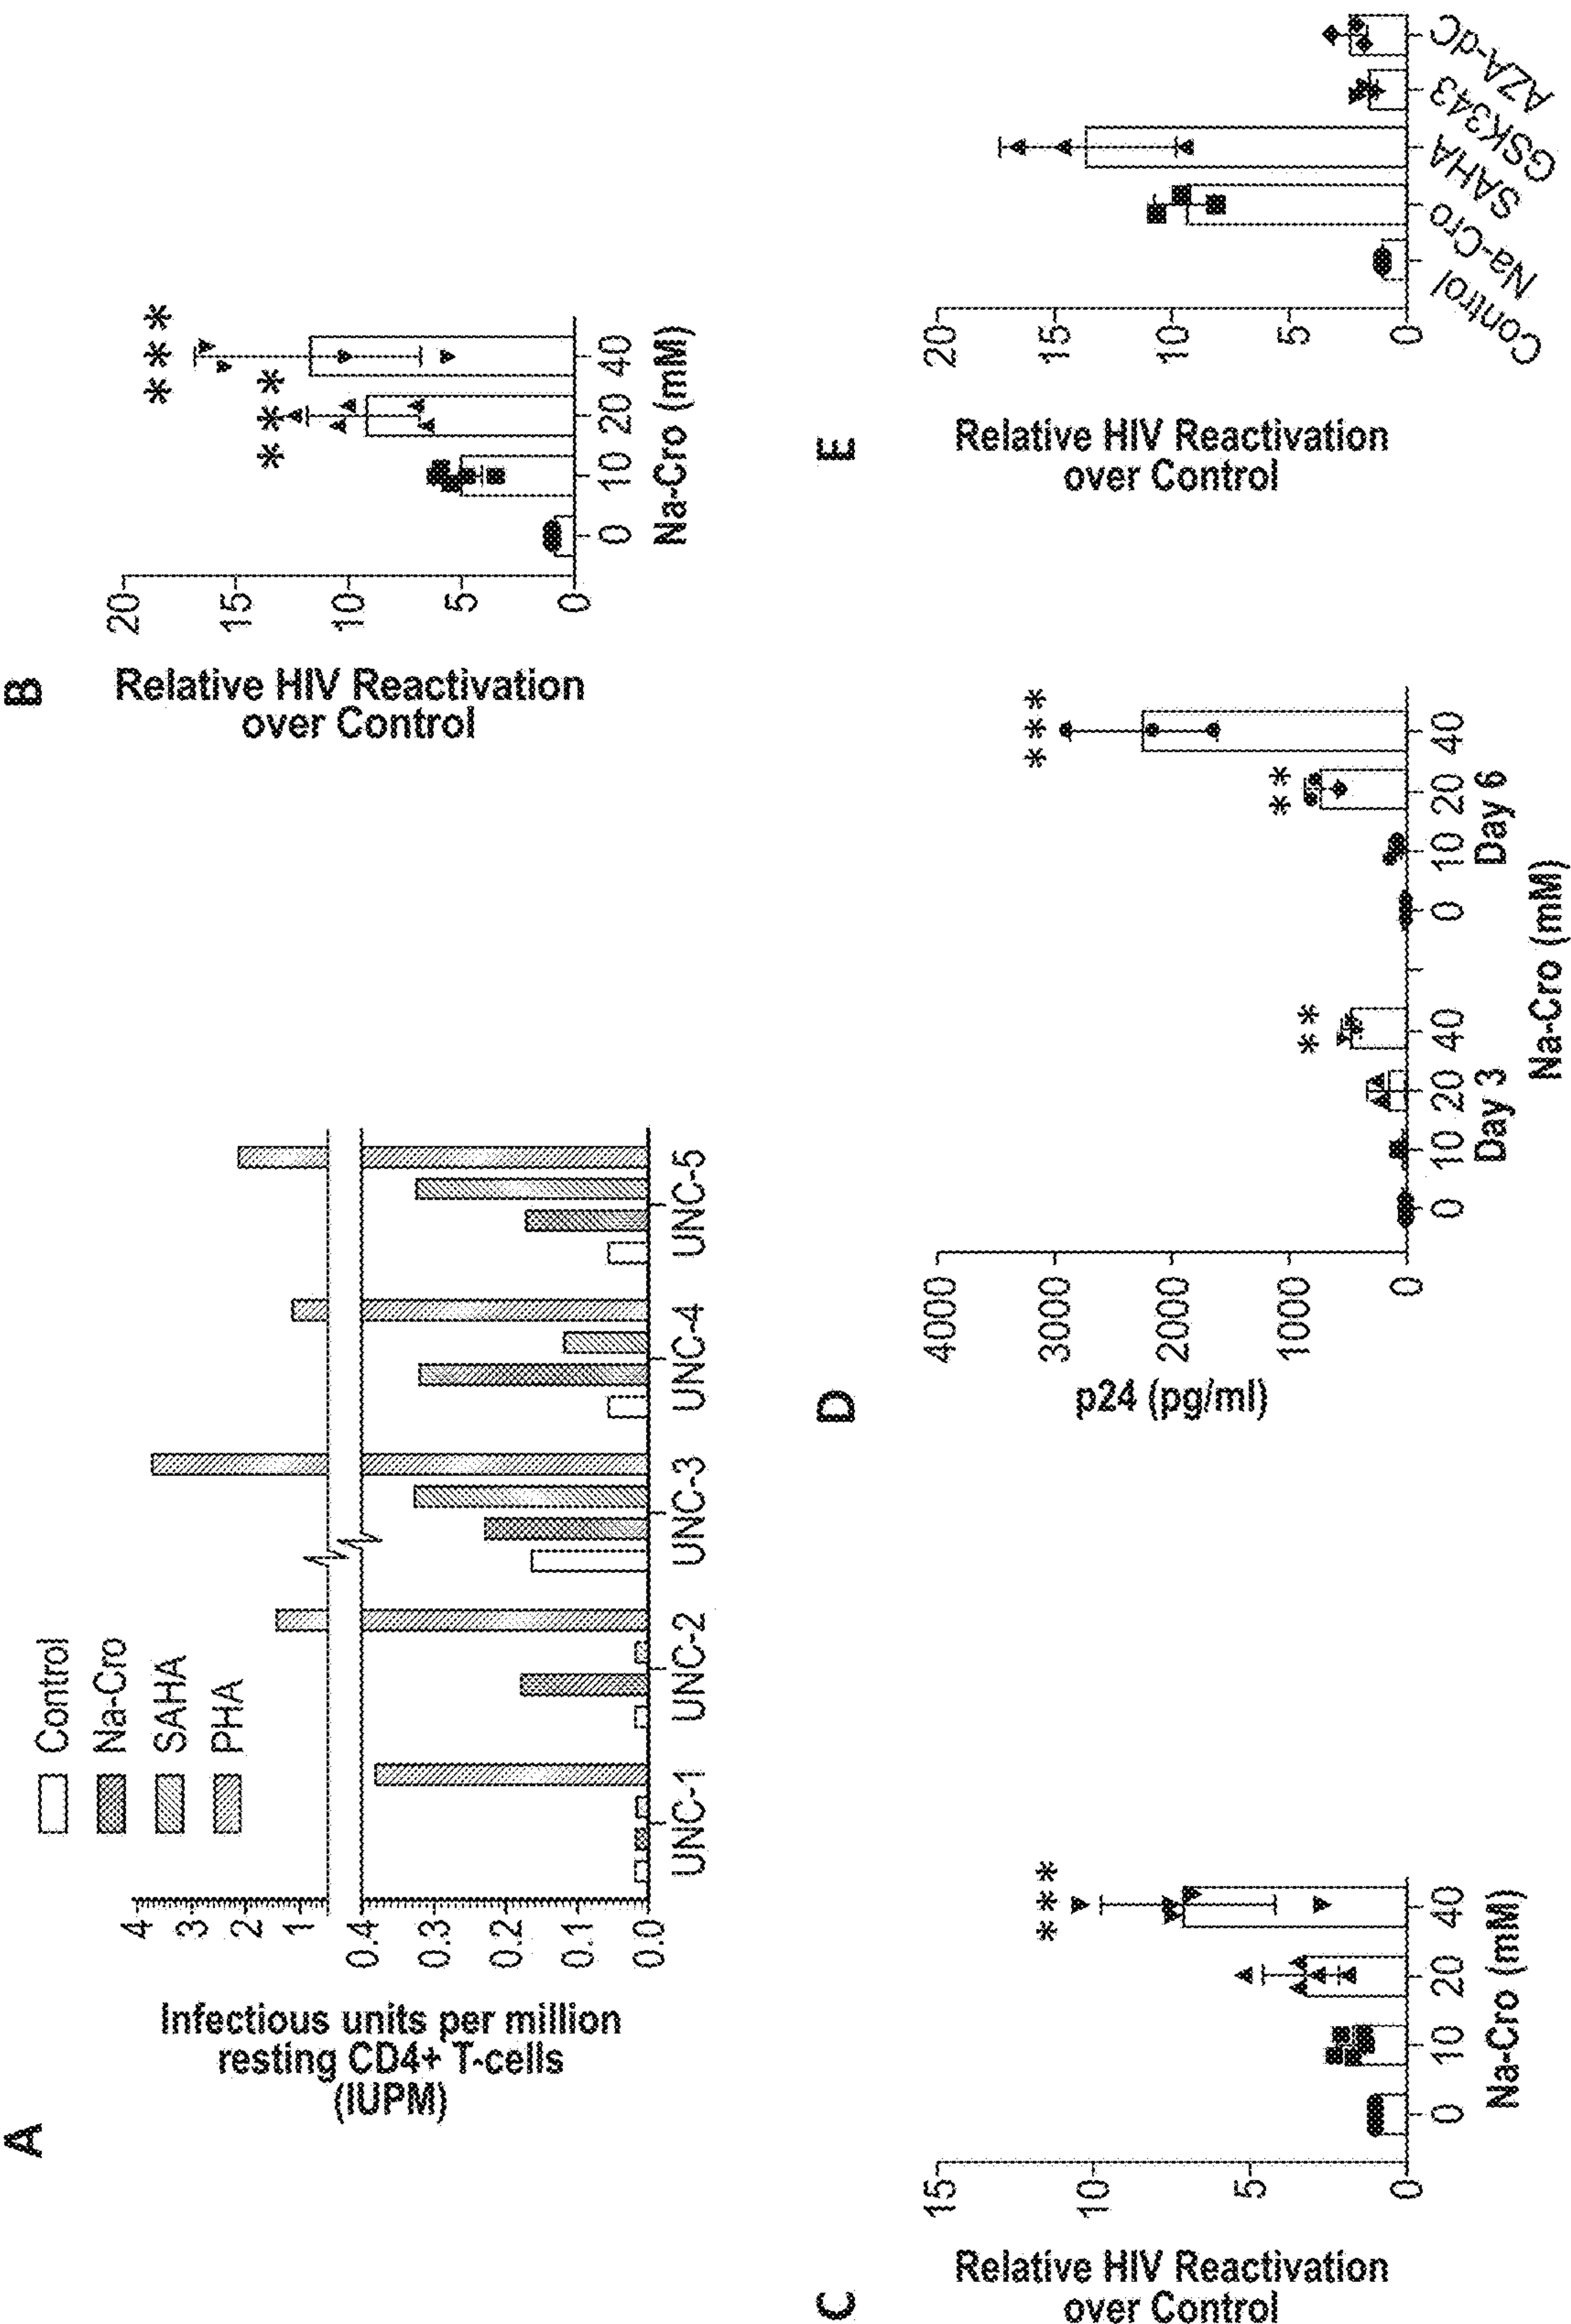 A
Infectious units per million
resting CD4+ T-cells
(IUPM)
4
3
2
1
0.4
0.3
0.2
0.1
0.0
Control
Na-Cro
SAHA
PHA
UNC-1 UNC-2 UNC-3 UNC-4 UNC-5
B
Relative HIV Reactivation
over Control
20
15
10
5
0
* * *
* * *
0 10 20 40
Na-Cro (mM)
C
Relative HIV Reactivation
over Control
15
10
5
0
* * *
0 10 20 40
Na-Cro (mM)
D
p24 (pg/ml)
4000
3000
2000
1000
0
* *
* *
* * *
0 10 20 40 0 10 20 40
Day 3 Day 6
Na-Cro (mM)
E
Relative HIV Reactivation
over Control
20
15
10
5
0
Control
Na-Cro
SAHA
GSK343
AZA-dC